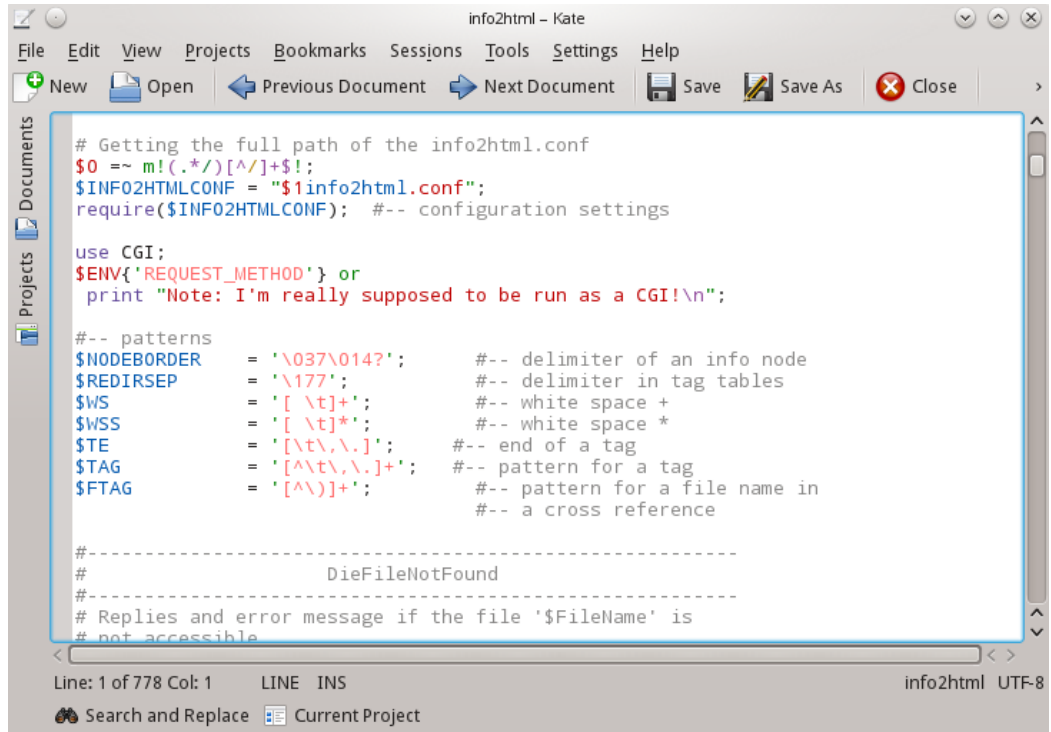 info2html – Kate
File Edit View Projects Bookmarks Sessions Tools Settings Help
New Open Previous Document Next Document Save Save As Close
Documents
Projects
# Getting the full path of the info2html.conf
$0 =~ m!(.*/)[^/]+$!;
$INFO2HTMLCONF = "$1info2html.conf";
require($INFO2HTMLCONF);  #-- configuration settings
use CGI;
$ENV{'REQUEST_METHOD'} or
 print "Note: I'm really supposed to be run as a CGI!\n";
#-- patterns
$NODEBORDER    = '\037\014?';      #-- delimiter of an info node
$REDIRSEP      = '\177';           #-- delimiter in tag tables
$WS            = '[ \t]+';         #-- white space +
$WSS           = '[ \t]*';         #-- white space *
$TE            = '[\t\,\.]';     #-- end of a tag
$TAG           = '[^\t\,\.]+';   #-- pattern for a tag
$FTAG          = '[^\)]+';         #-- pattern for a file name in
                                   #-- a cross reference
#----------------------------------------------------------
#                     DieFileNotFound
#----------------------------------------------------------
# Replies and error message if the file '$FileName' is
# not accessible
Line: 1 of 778 Col: 1 LINE INS info2html UTF-8
Search and Replace Current Project